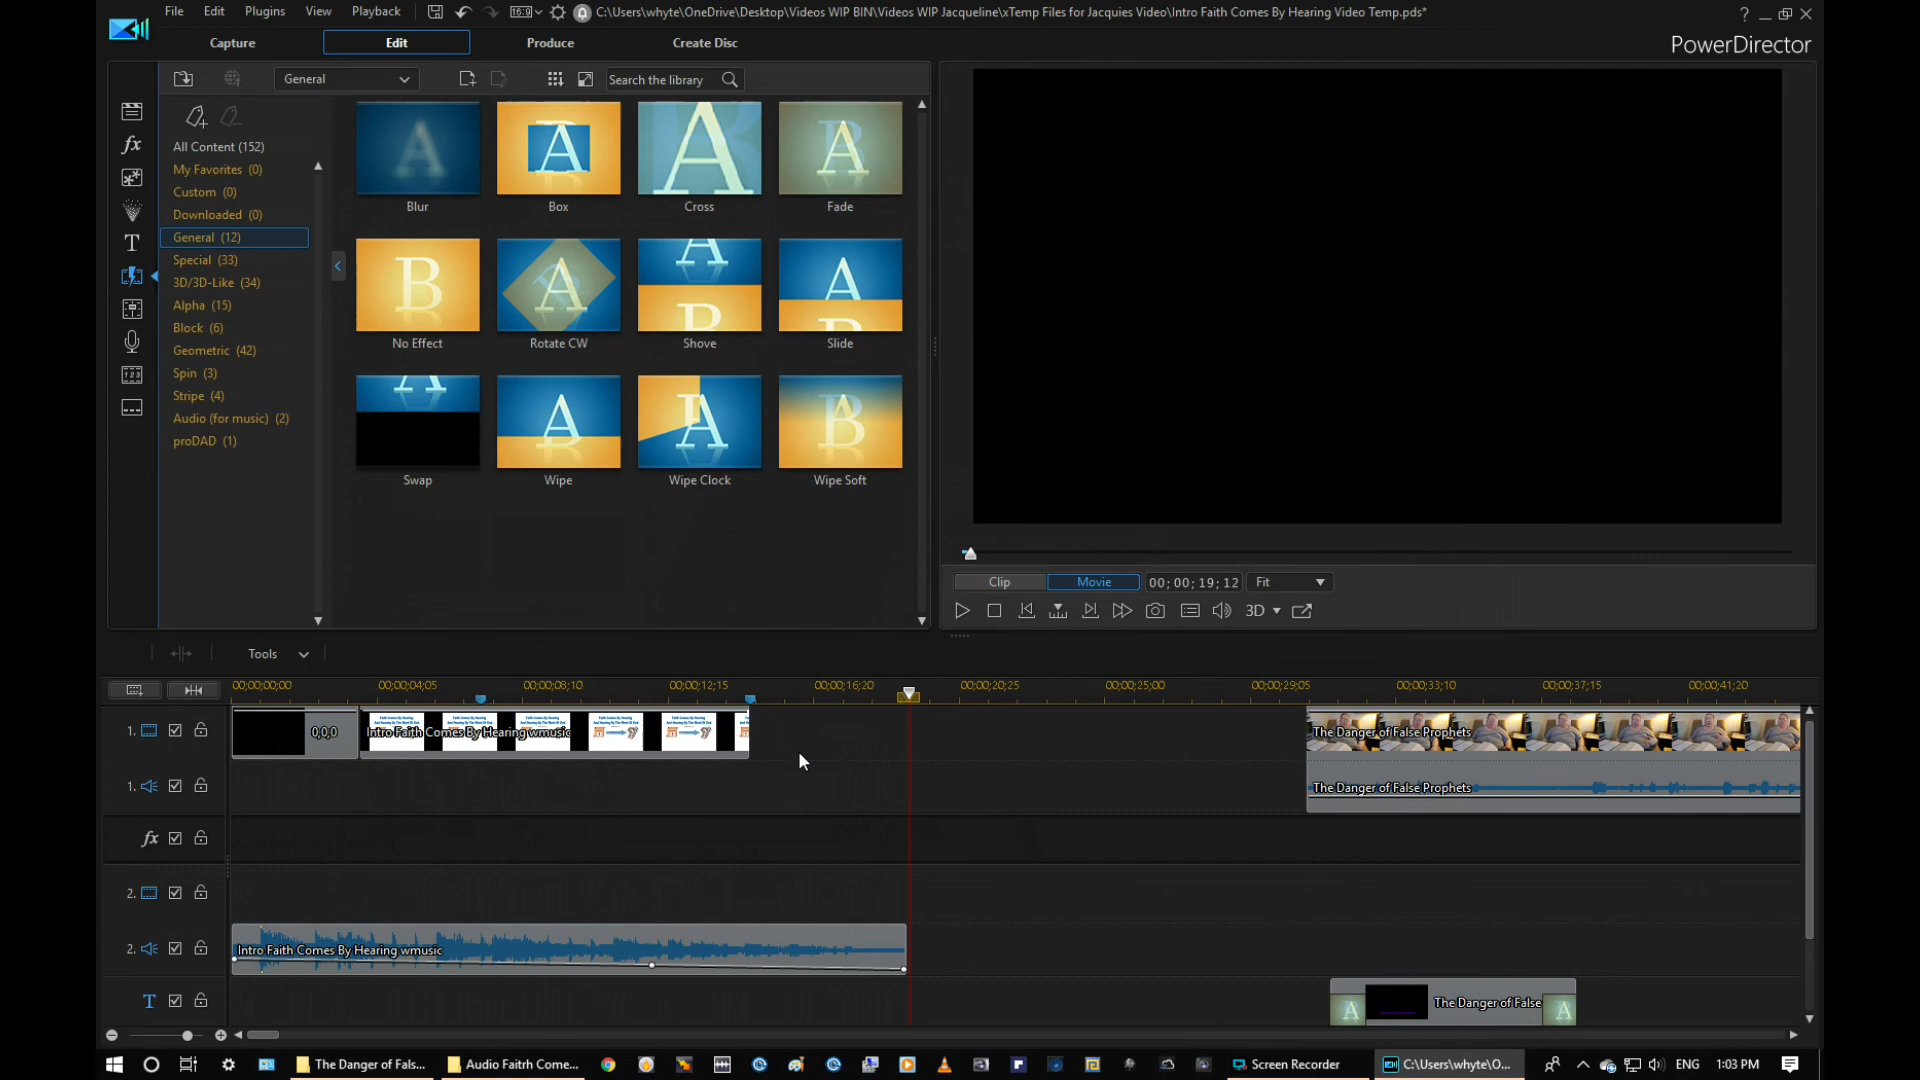 File Edit Plugins View Playback 16:9 C:\Users\whyte\OneDrive\Desktop\Videos WIP BIN\Videos WIP Jacqueline\xTemp Files for Jacquies Video\Intro Faith Comes By Hearing Video Temp.pds* ?
Capture Edit Produce Create Disc PowerDirector
General Search the library
All Content (152)
My Favorites (0)
Custom (0)
Downloaded (0)
General (12)
Special (33)
3D/3D-Like (34)
Alpha (15)
Block (6)
Geometric (42)
Spin (3)
Stripe (4)
Audio (for music) (2)
proDAD (1)
Blur Box Cross Fade
No Effect Rotate CW Shove Slide
Swap Wipe Wipe Clock Wipe Soft
Clip Movie 00;00;19;12 Fit
3D
Tools
00;00;00;00 00;00;04;05 00;00;08;10 00;00;12;15 00;00;16;20 00;00;20;25 00;00;25;00 00;00;29;05 00;00;33;10 00;00;37;15 00;00;41;20
1. 0,0,0 Intro Faith Comes By Hearing wmusic The Danger of False Prophets
1. The Danger of False Prophets
fx
2.
2. Intro Faith Comes By Hearing wmusic
T The Danger of False
The Danger of Fals... Audio Faitrh Come... Screen Recorder C:\Users\whyte\O... ENG 1:03 PM